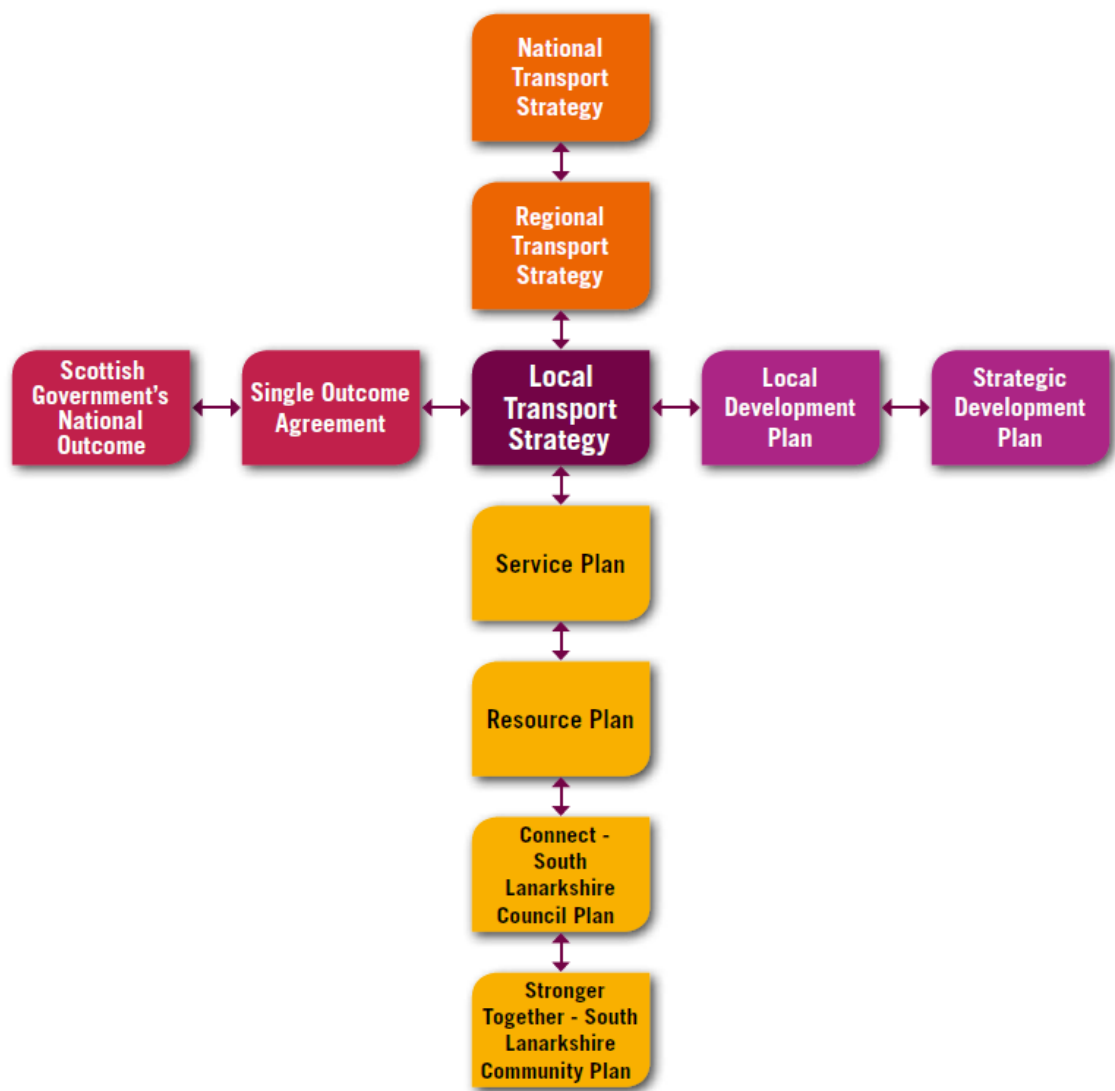 National
Transport
Strategy
Regional
Transport
Strategy
Scottish
Government's
National
Outcome
Single Outcome
Agreement
Local
Transport
Strategy
Local
Development
Plan
Strategic
Development
Plan
Service Plan
Resource Plan
Connect -
South
Lanarkshire
Council Plan
Stronger
Together - South
Lanarkshire
Community Plan